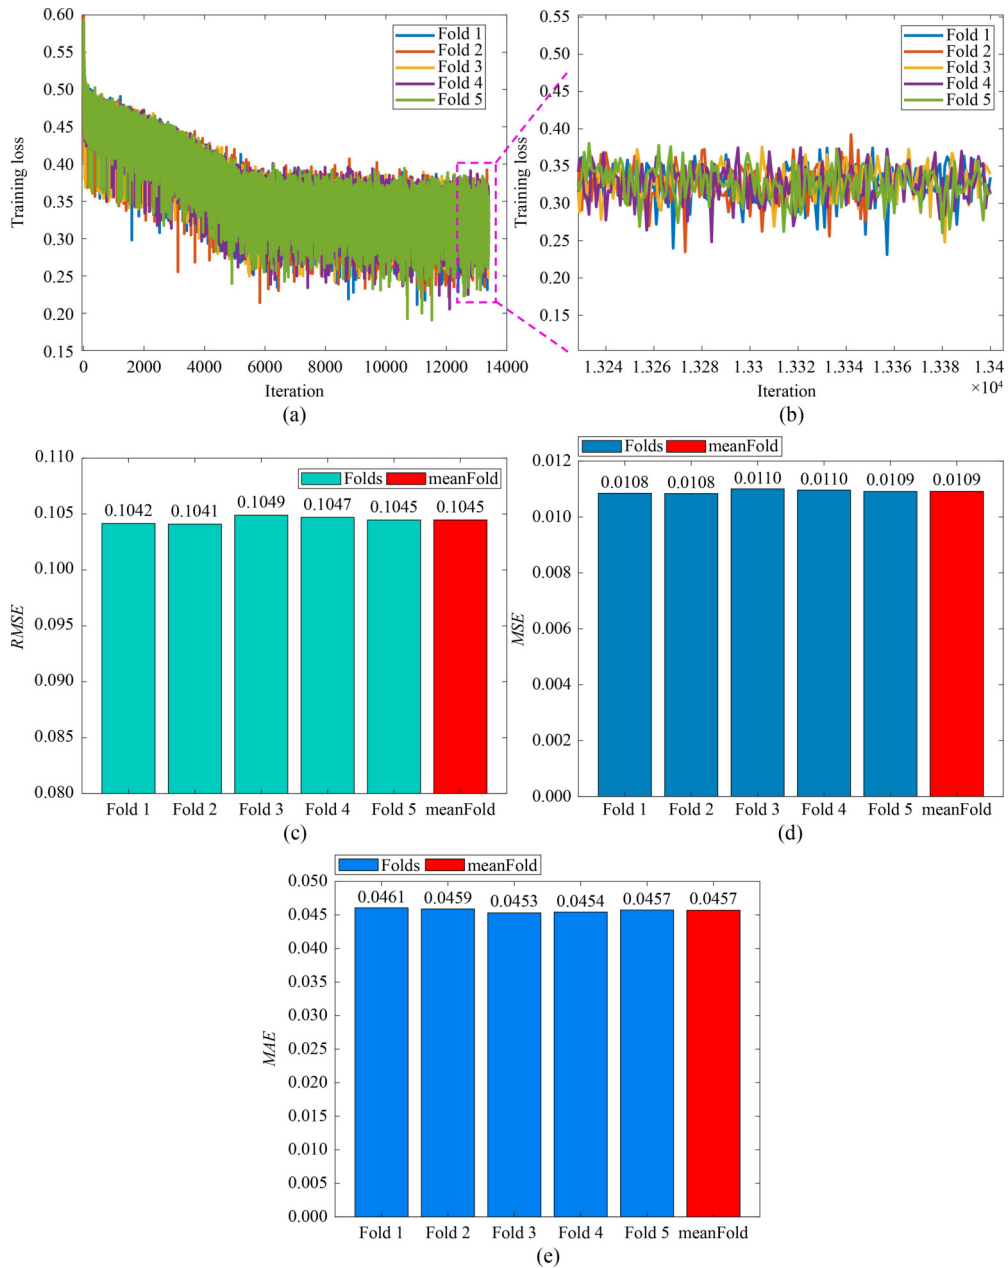 0.60
0.55
0.50
0.45
0.40
0.35
0.30
0.25
0.20
0.15
Training loss
Fold 1
Fold 2
Fold 3
Fold 4
Fold 5
0 2000 4000 6000 8000 10000 12000 14000
Iteration
(a)
0.55
0.50
0.45
0.40
0.35
0.30
0.25
0.20
0.15
Training loss
Fold 1
Fold 2
Fold 3
Fold 4
Fold 5
1.324 1.326 1.328 1.330 1.332 1.334 1.336 1.338 1.34
×10⁴
Iteration
(b)
0.110
0.105
0.100
0.095
0.090
0.085
0.080
RMSE
Folds meanFold
0.1042 0.1041 0.1049 0.1047 0.1045 0.1045
Fold 1 Fold 2 Fold 3 Fold 4 Fold 5 meanFold
(c)
Folds meanFold
0.012
0.010
0.008
0.006
0.004
0.002
0.000
MSE
0.0108 0.0108 0.0110 0.0110 0.0109 0.0109
Fold 1 Fold 2 Fold 3 Fold 4 Fold 5 meanFold
(d)
Folds meanFold
0.050
0.045
0.040
0.035
0.030
0.025
0.020
0.015
0.010
0.005
0.000
MAE
0.0461 0.0459 0.0453 0.0454 0.0457 0.0457
Fold 1 Fold 2 Fold 3 Fold 4 Fold 5 meanFold
(e)